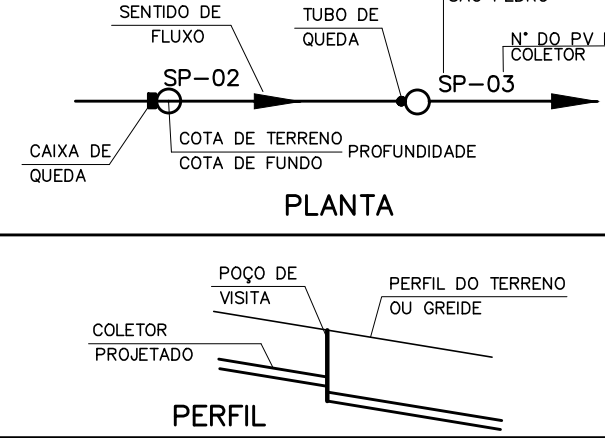 SENTIDO DE
FLUXO
TUBO DE
QUEDA
N° DO PV
COLETOR
SP-02
SP-03
CAIXA DE
QUEDA
COTA DE TERRENO
COTA DE FUNDO
PROFUNDIDADE
PLANTA
POÇO DE
VISITA
PERFIL DO TERRENO
OU GREIDE
COLETOR
PROJETADO
PERFIL